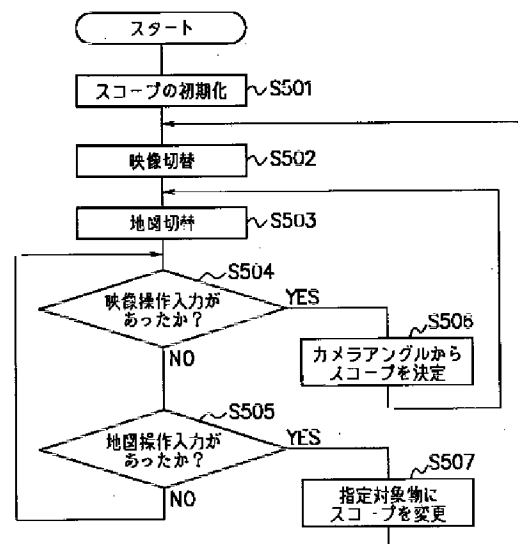 スタート
スコープの初期化 S501
映像切替 S502
地図切替 S503
S504
映像操作入力が
あったか?
YES
NO
S506
カメラアングルから
スコープを決定
S505
地図操作入力が
あったか?
YES
NO
S507
指定対象物に
スコープを変更